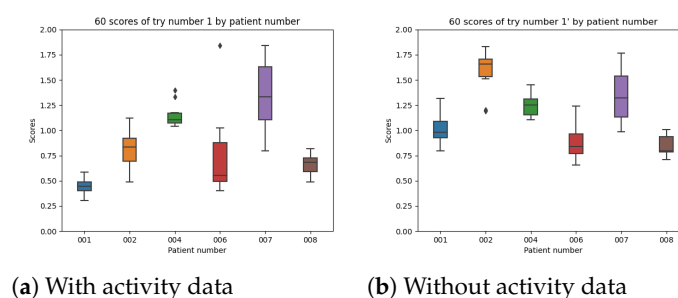 60 scores of try number 1 by patient number
2.00
1.75
1.50
1.25
1.00
0.75
0.50
0.25
0.00
Scores
001 002 004 006 007 008
Patient number
(a) With activity data
60 scores of try number 1' by patient number
2.00
1.75
1.50
1.25
1.00
0.75
0.50
0.25
0.00
Scores
001 002 004 006 007 008
Patient number
(b) Without activity data